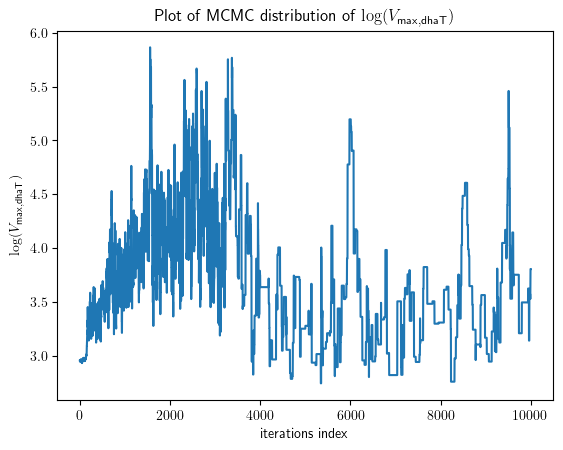 Plot of MCMC distribution of log(V_max,dhaT)
log(V_max,dhaT)
6.0
5.5
5.0
4.5
4.0
3.5
3.0
0 2000 4000 6000 8000 10000
iterations index